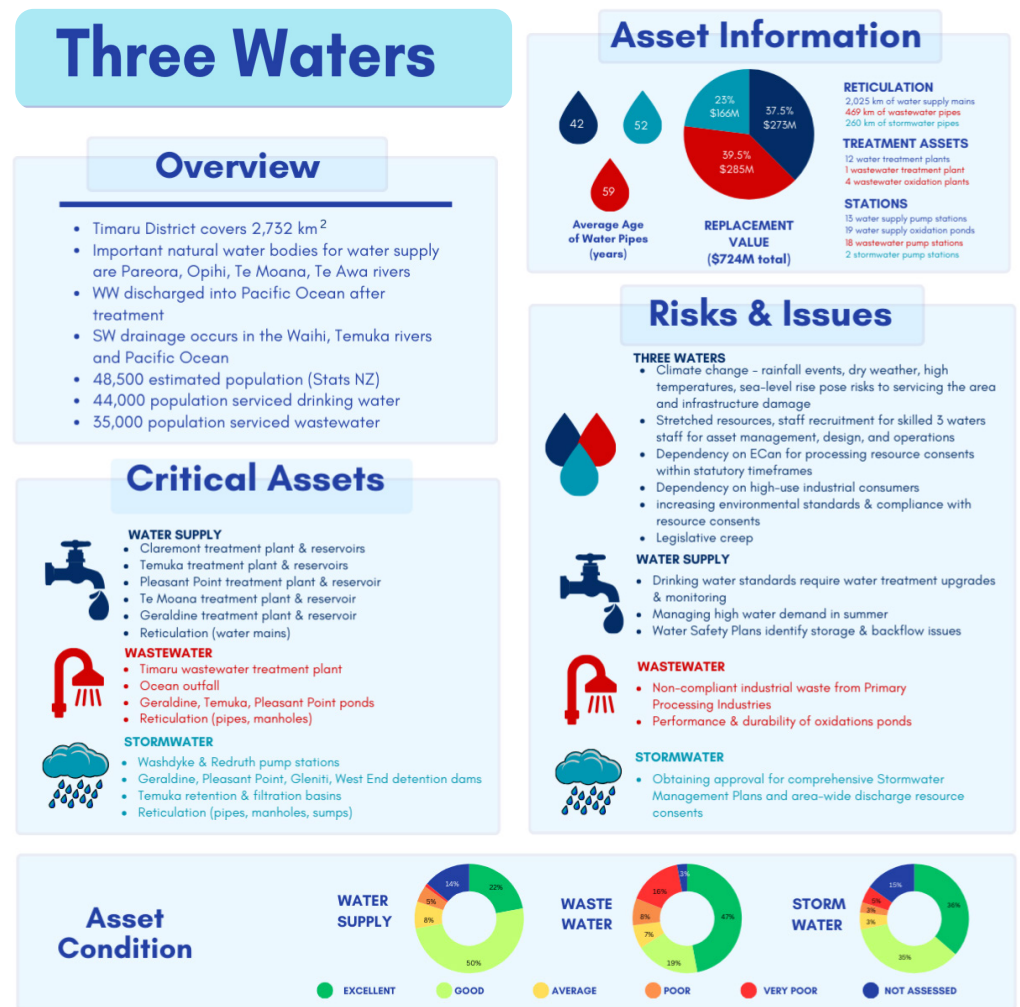 Three Waters
Overview
• Timaru District covers 2,732 km²
• Important natural water bodies for water supply
are Pareora, Opihi, Te Moana, Te Awa rivers
• WW discharged into Pacific Ocean after
treatment
• SW drainage occurs in the Waihi, Temuka rivers
and Pacific Ocean
• 48,500 estimated population (Stats NZ)
• 44,000 population serviced drinking water
• 35,000 population serviced wastewater
Critical Assets
WATER SUPPLY
• Claremont treatment plant & reservoirs
• Temuka treatment plant & reservoirs
• Pleasant Point treatment plant & reservoir
• Te Moana treatment plant & reservoir
• Geraldine treatment plant & reservoir
• Reticulation (water mains)
WASTEWATER
• Timaru wastewater treatment plant
• Ocean outfall
• Geraldine, Temuka, Pleasant Point ponds
• Reticulation (pipes, manholes)
STORMWATER
• Washdyke & Redruth pump stations
• Geraldine, Pleasant Point, Gleniti, West End detention dams
• Temuka retention & filtration basins
• Reticulation (pipes, manholes, sumps)
Asset Information
42
52
59
Average Age
of Water Pipes
(years)
23%
$166M
37.5%
$273M
39.5%
$285M
REPLACEMENT
VALUE
($724M total)
RETICULATION
2,025 km of water supply mains
469 km of wastewater pipes
260 km of stormwater pipes
TREATMENT ASSETS
12 water treatment plants
1 wastewater treatment plant
4 wastewater oxidation plants
STATIONS
13 water supply pump stations
19 water supply oxidation ponds
18 wastewater pump stations
2 stormwater pump stations
Risks & Issues
THREE WATERS
• Climate change - rainfall events, dry weather, high
temperatures, sea-level rise pose risks to servicing the area
and infrastructure damage
• Stretched resources, staff recruitment for skilled 3 waters
staff for asset management, design, and operations
• Dependency on ECan for processing resource consents
within statutory timeframes
• Dependency on high-use industrial consumers
• increasing environmental standards & compliance with
resource consents
• Legislative creep
WATER SUPPLY
• Drinking water standards require water treatment upgrades
& monitoring
• Managing high water demand in summer
• Water Safety Plans identify storage & backflow issues
WASTEWATER
• Non-compliant industrial waste from Primary
Processing Industries
• Performance & durability of oxidations ponds
STORMWATER
• Obtaining approval for comprehensive Stormwater
Management Plans and area-wide discharge resource
consents
Asset
Condition
WATER
SUPPLY
14%
22%
5%
8%
50%
WASTE
WATER
3%
16%
47%
8%
7%
19%
STORM
WATER
15%
36%
5%
3%
3%
35%
EXCELLENT
GOOD
AVERAGE
POOR
VERY POOR
NOT ASSESSED